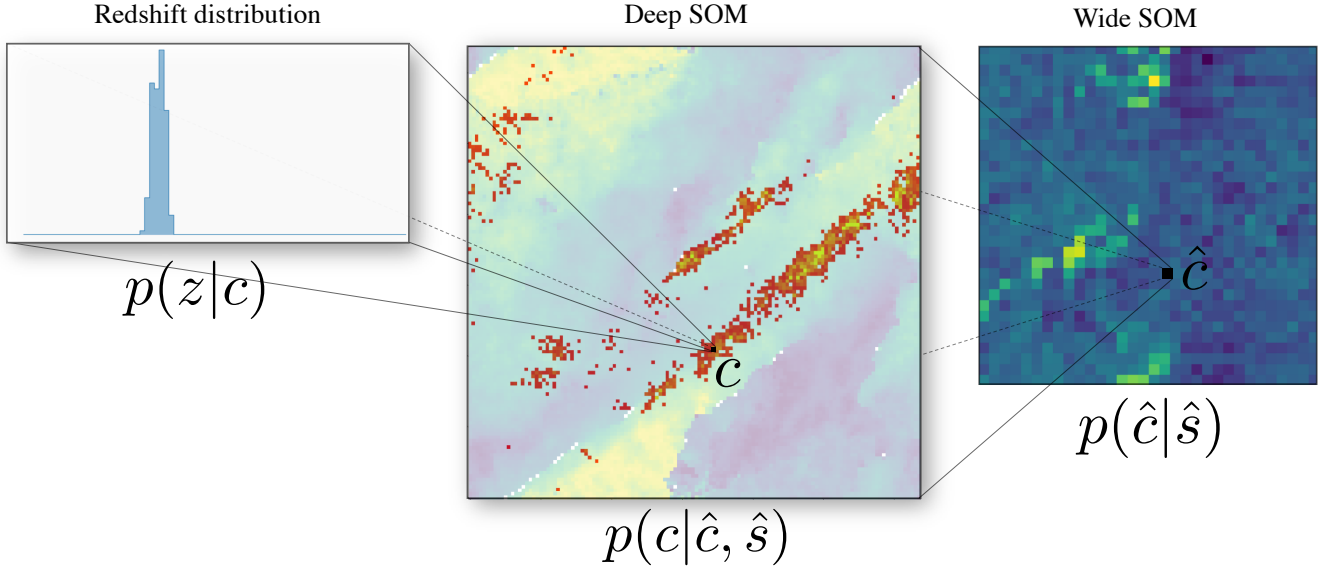 Redshift distribution
Deep SOM
Wide SOM
p(z|c)
c
ĉ
p(ĉ|ŝ)
p(c|ĉ, ŝ)